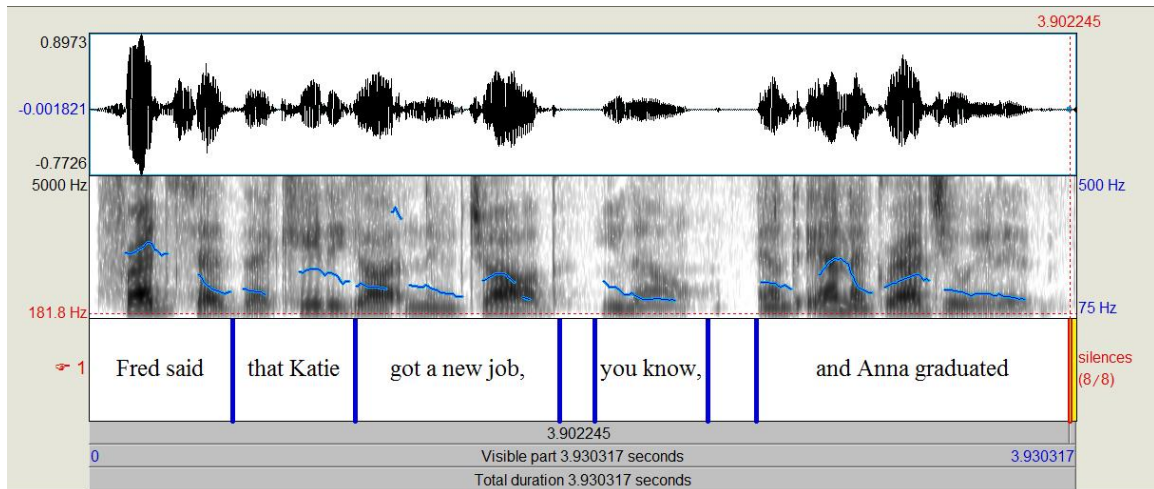 3.902245
0.8973
-0.001821
-0.7726
5000 Hz 500 Hz
181.8 Hz 75 Hz
☞ 1 Fred said that Katie got a new job, you know, and Anna graduated silences
(8/8)
3.902245
0 Visible part 3.930317 seconds 3.930317
Total duration 3.930317 seconds